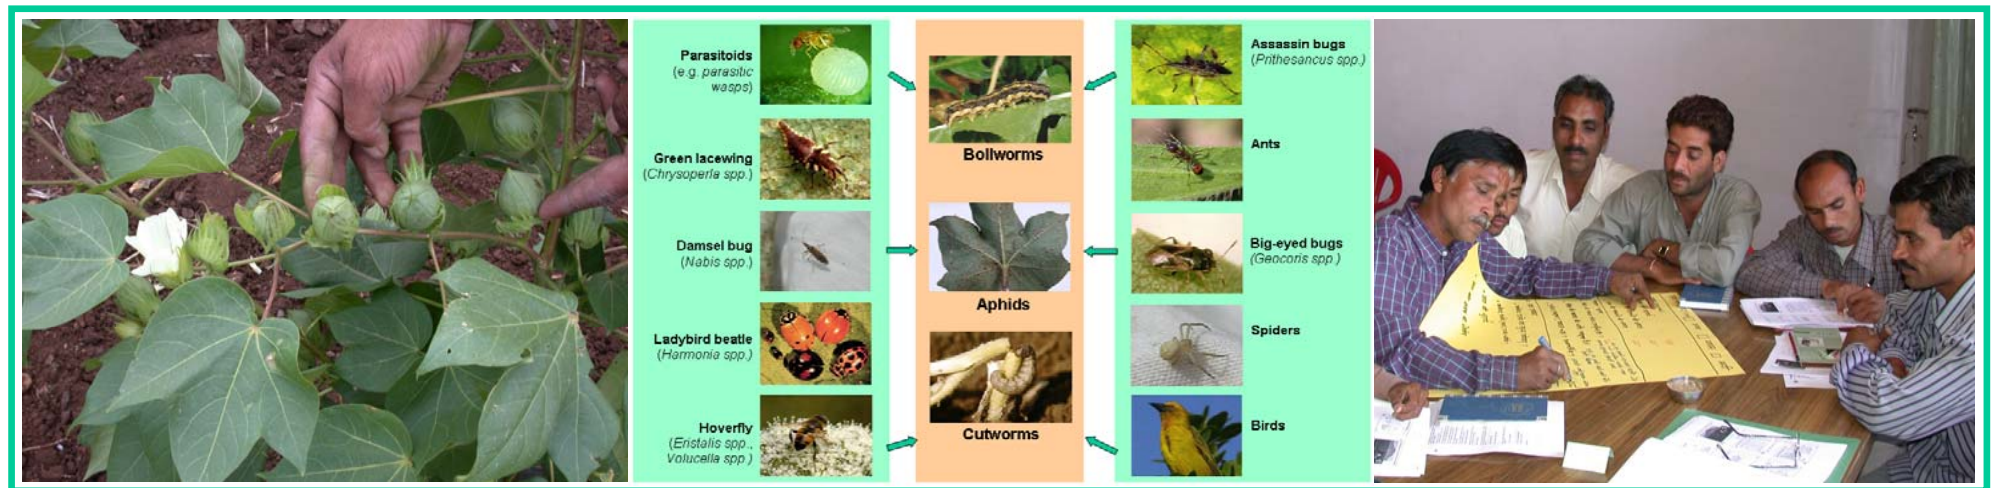 Parasitoids
(e.g. parasitic
wasps)
Green lacewing
(Chrysoperla spp.)
Damsel bug
(Nabis spp.)
Ladybird beatle
(Harmonia spp.)
Hoverfly
(Eristalis spp.,
Volucella spp.)
Bollworms
Aphids
Cutworms
Assassin bugs
(Prithesancus spp.)
Ants
Big-eyed bugs
(Geocoris spp.)
Spiders
Birds